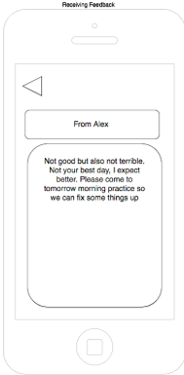 Receiving Feedback
From Alex
Not good but also not terrible.
Not your best day, I expect
better. Please come to
tomorrow morning practice so
we can fix some things up